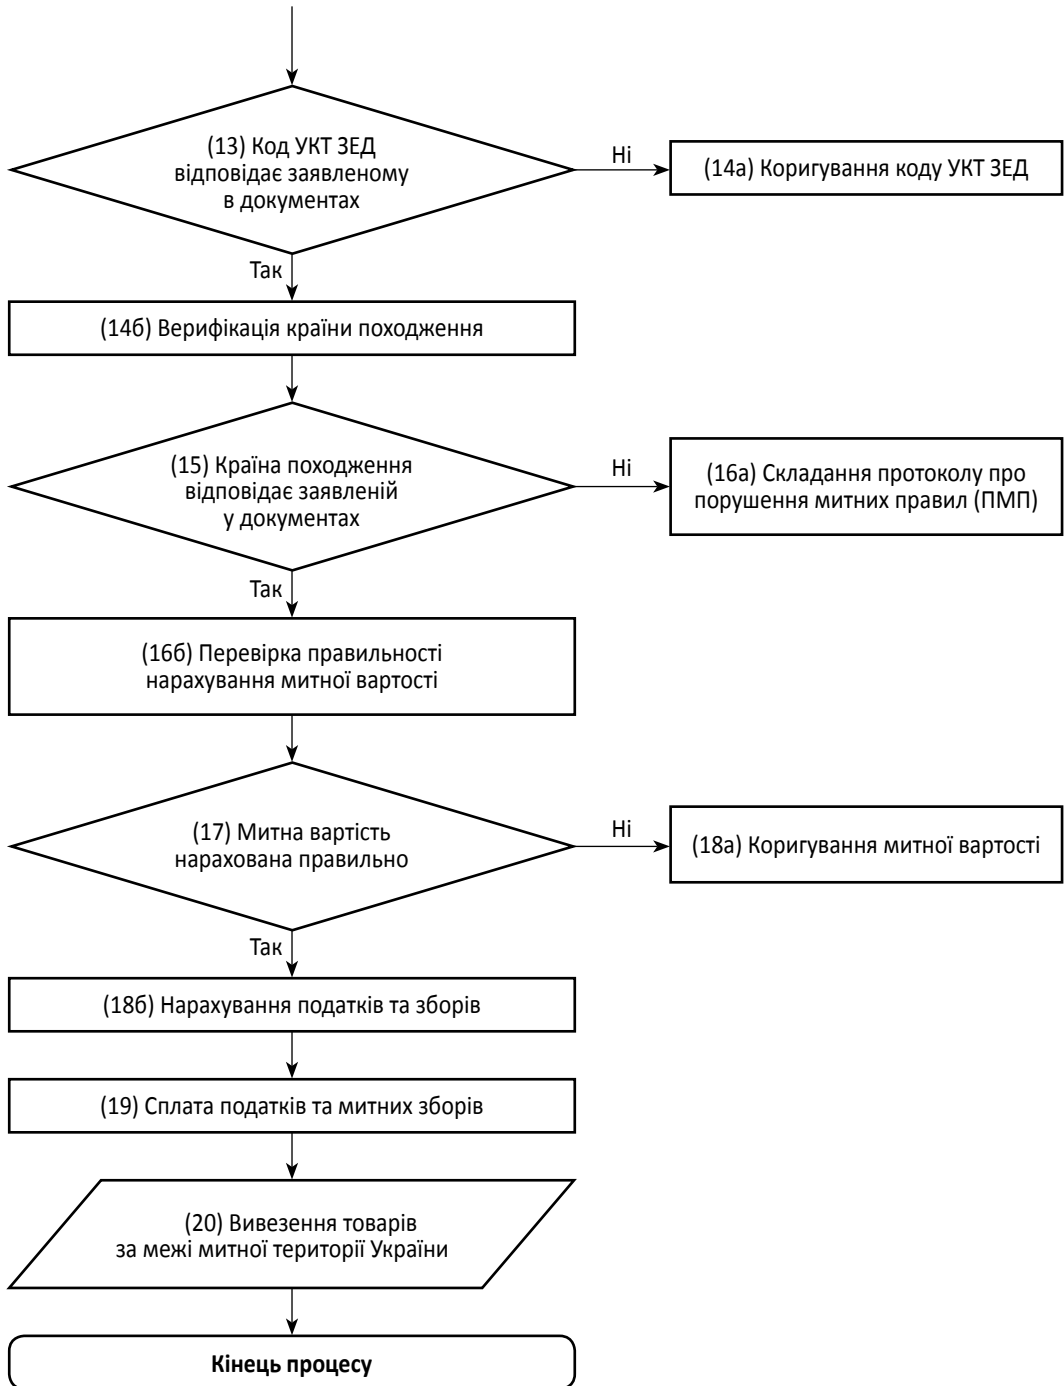 (13) Код УКТ ЗЕД
відповідає заявленому
в документах
Ні
(14а) Коригування коду УКТ ЗЕД
Так
(14б) Верифікація країни походження
(15) Країна походження
відповідає заявленій
у документах
Ні
(16а) Складання протоколу про
порушення митних правил (ПМП)
Так
(16б) Перевірка правильності
нарахування митної вартості
(17) Митна вартість
нарахована правильно
Ні
(18а) Коригування митної вартості
Так
(18б) Нарахування податків та зборів
(19) Сплата податків та митних зборів
(20) Вивезення товарів
за межі митної території України
Кінець процесу